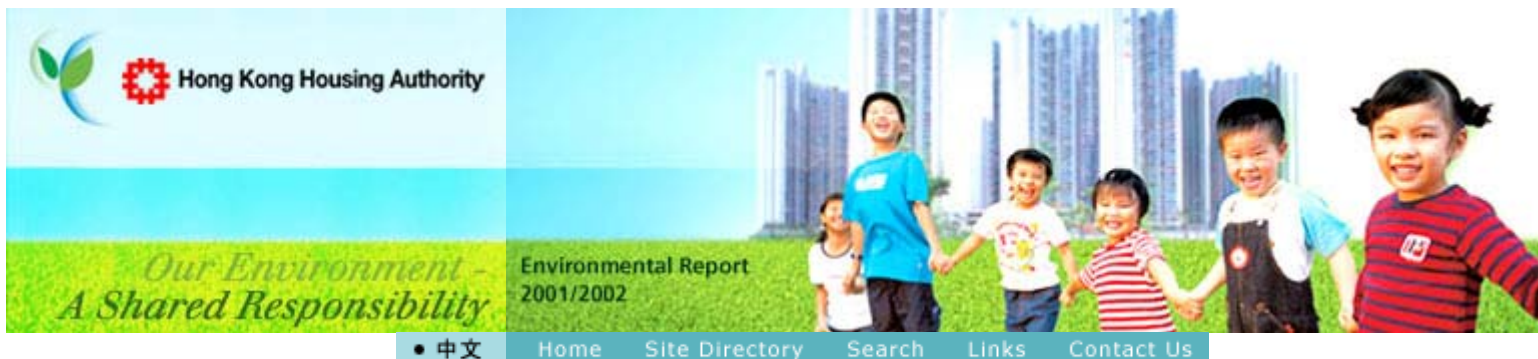 Hong Kong Housing Authority
Our Environment -
A Shared Responsibility
Environmental Report
2001/2002
• 中文 Home Site Directory Search Links Contact Us